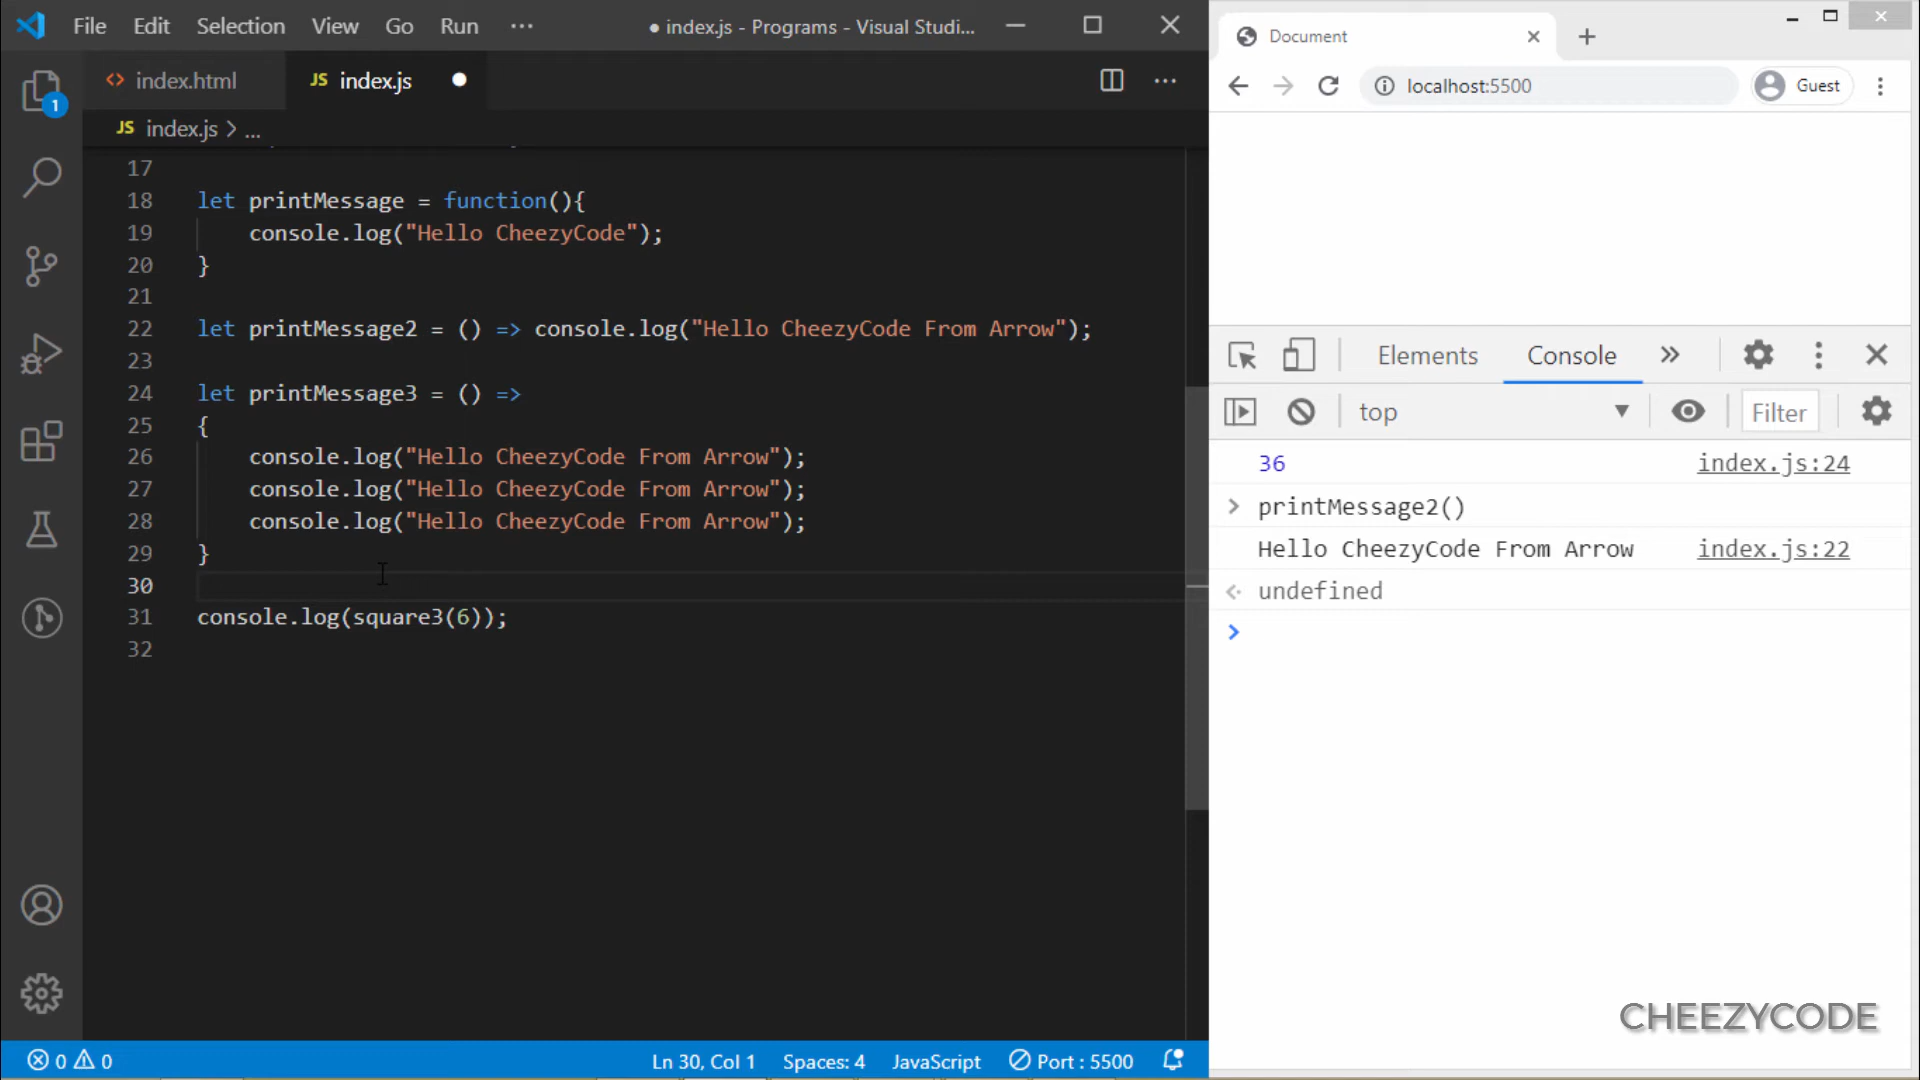 File Edit Selection View Go Run ··· ● index.js - Programs - Visual Studi...
index.html JS index.js
1
JS index.js > ...
17
18 let printMessage = function(){
19 console.log("Hello CheezyCode");
20 }
21
22 let printMessage2 = () => console.log("Hello CheezyCode From Arrow");
23
24 let printMessage3 = () =>
25 {
26 console.log("Hello CheezyCode From Arrow");
27 console.log("Hello CheezyCode From Arrow");
28 console.log("Hello CheezyCode From Arrow");
29 }
30
31 console.log(square3(6));
32
0 0 Ln 30, Col 1 Spaces: 4 JavaScript Port : 5500
Document
localhost:5500 Guest
Elements Console
top Filter
36 index.js:24
> printMessage2()
Hello CheezyCode From Arrow index.js:22
undefined
>
CHEEZYCODE